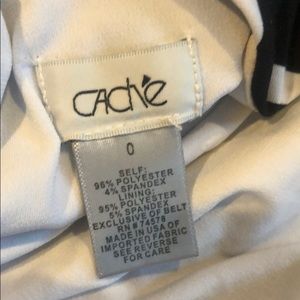 caché
0
SELF:
96% POLYESTER
4% SPANDEX
LINING:
95% POLYESTER
5% SPANDEX
EXCLUSIVE OF BELT
RN# 74578
MADE IN USA OF
IMPORTED FABRIC
SEE REVERSE
FOR CARE